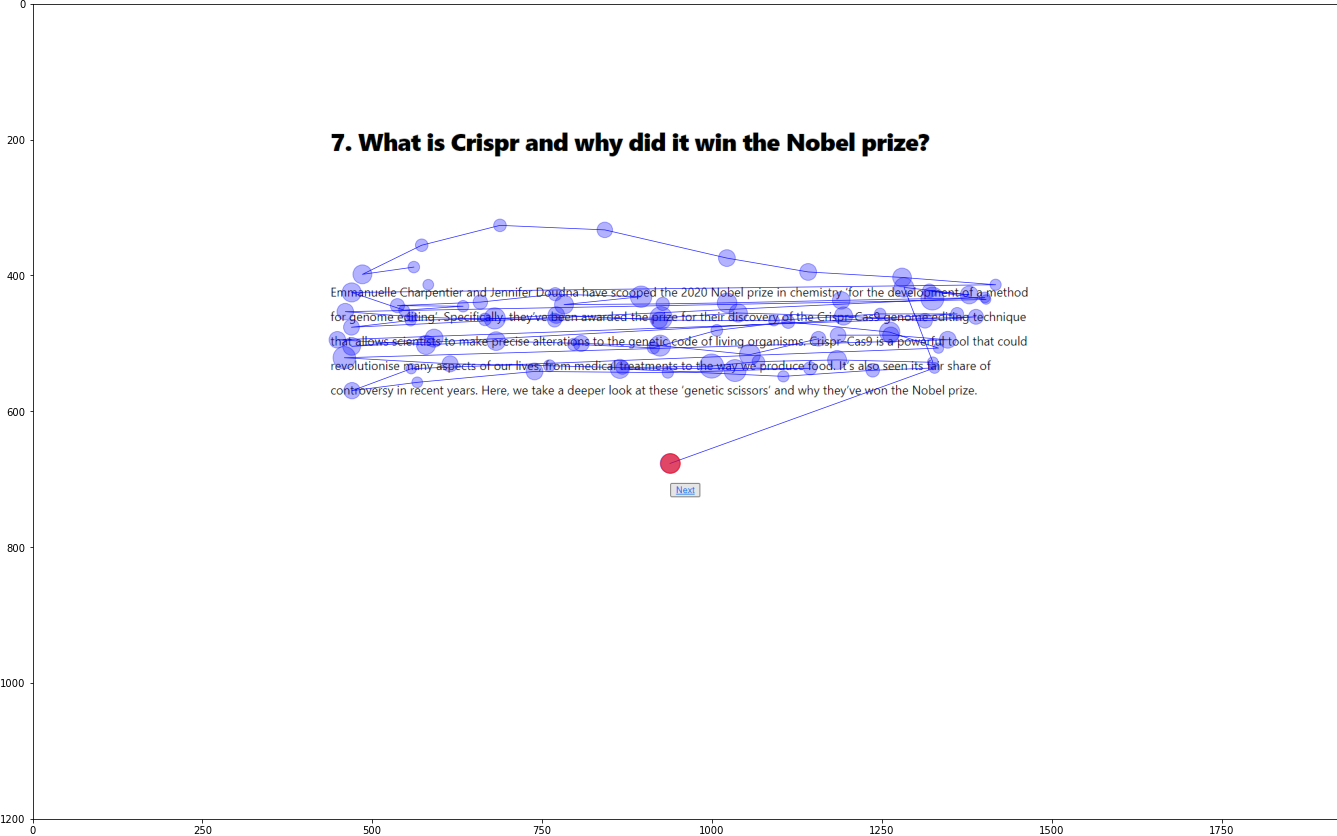 0
200
7. What is Crispr and why did it win the Nobel prize?
400
Emmanuelle Charpentier and Jennifer Doudna have scooped the 2020 Nobel prize in chemistry ‘for the development of a method
for genome editing’. Specifically, they’ve been awarded the prize for their discovery of the Crispr-Cas9 genome editing technique
that allows scientists to make precise alterations to the genetic code of living organisms. Crispr-Cas9 is a powerful tool that could
revolutionise many aspects of our lives, from medical treatments to the way we produce food. It’s also seen its fair share of
controversy in recent years. Here, we take a deeper look at these ‘genetic scissors’ and why they’ve won the Nobel prize.
600
Next
800
1000
1200
0 250 500 750 1000 1250 1500 1750